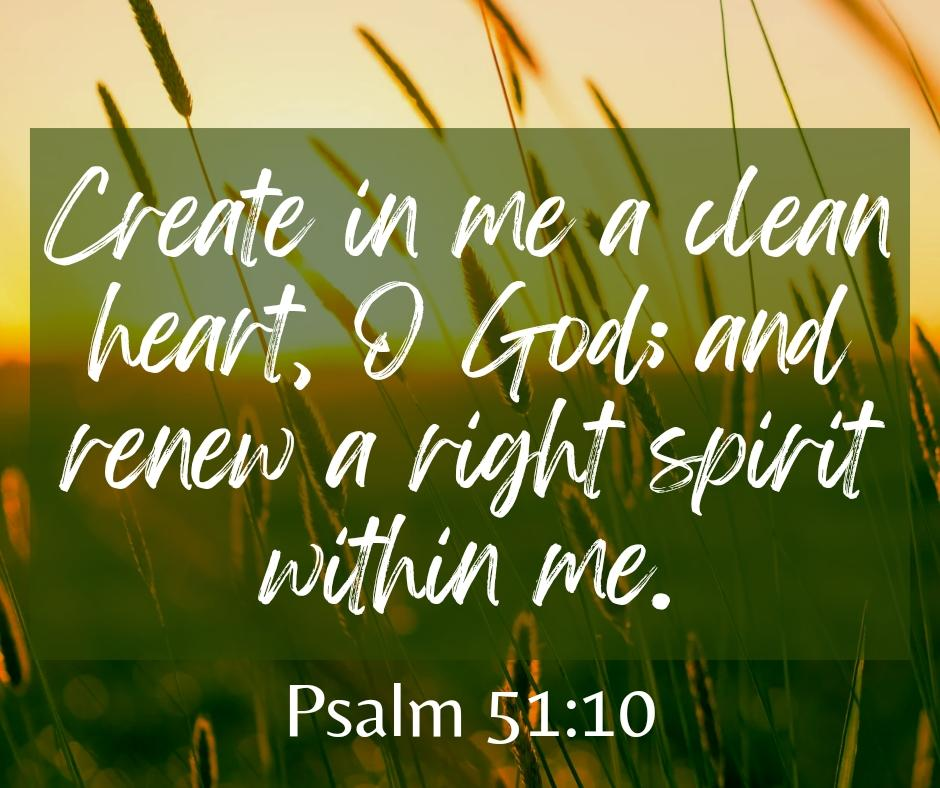 Create in me a clean
heart, O God; and
renew a right spirit
within me.
Psalm 51:10